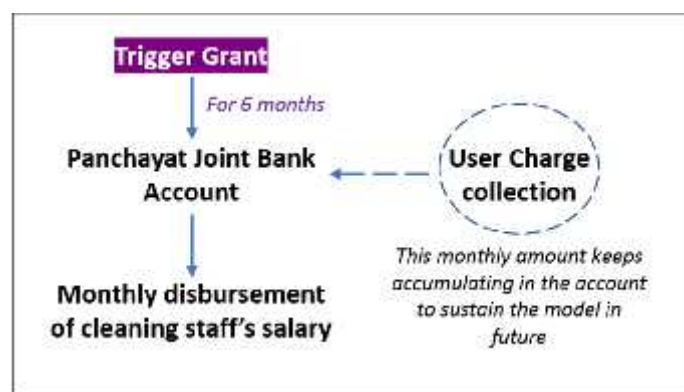 Trigger Grant
For 6 months
Panchayat Joint Bank
Account
User Charge
collection
This monthly amount keeps
accumulating in the account
to sustain the model in
future
Monthly disbursement
of cleaning staff's salary